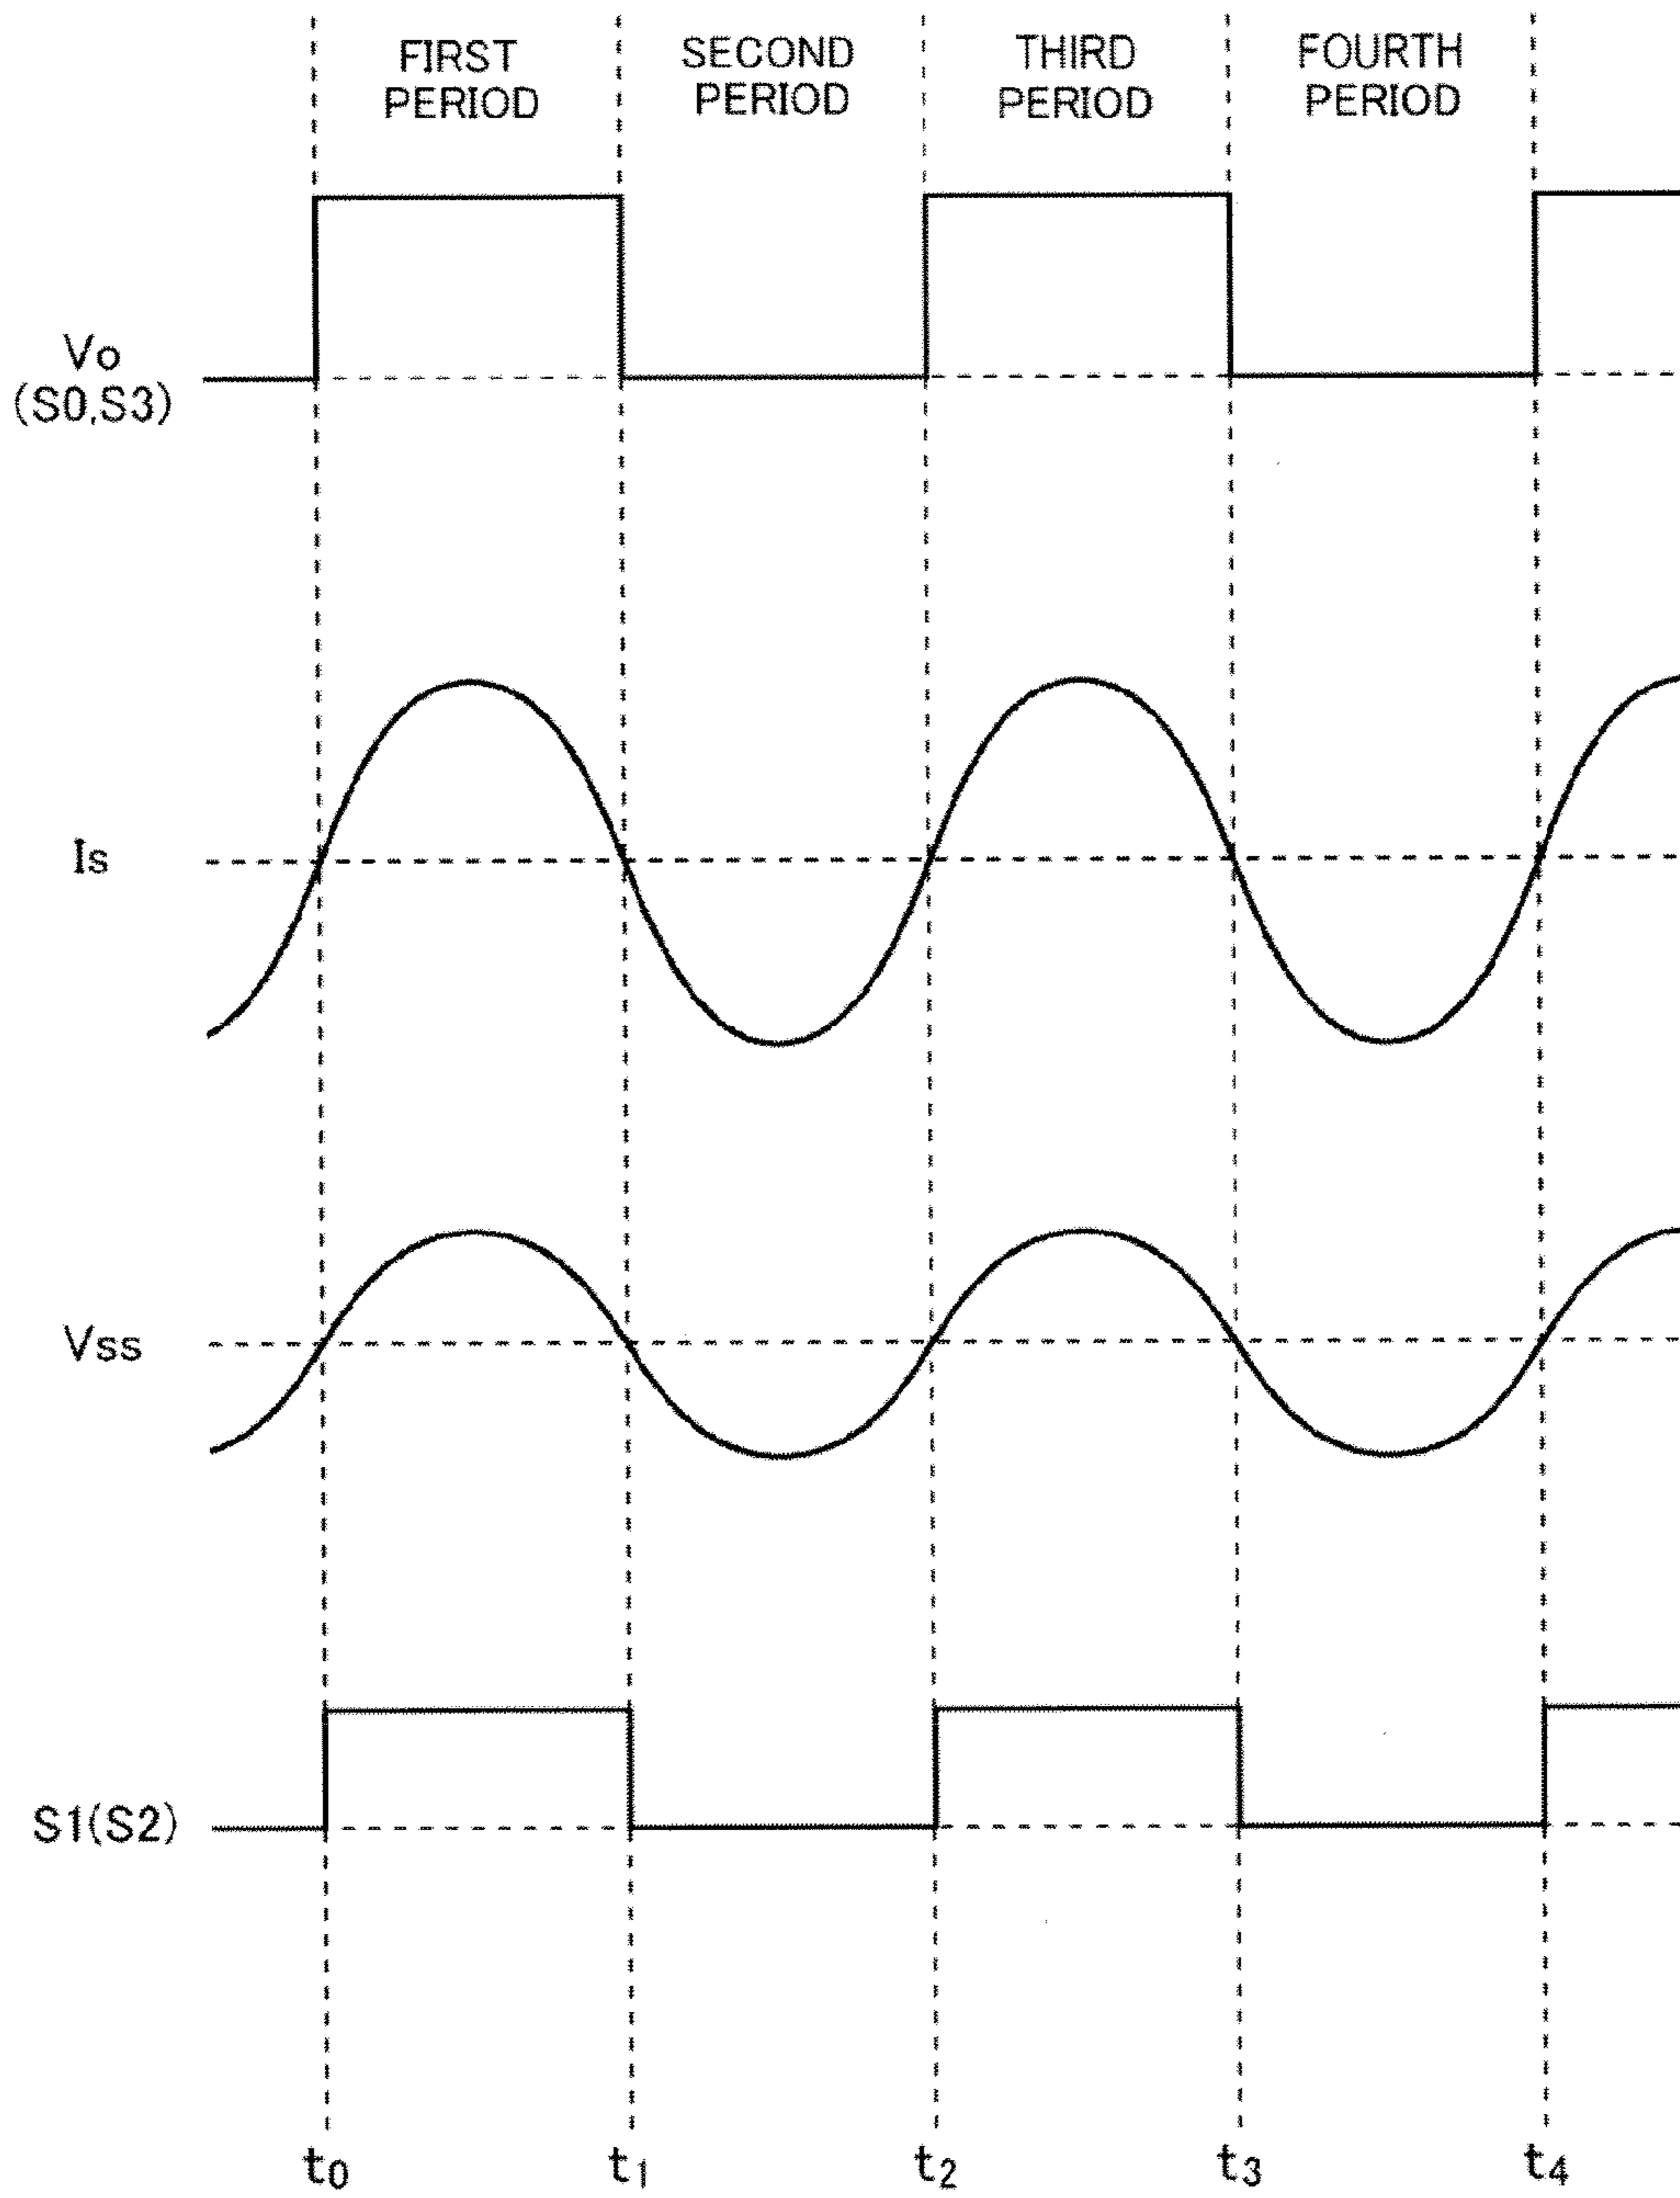 FIRST
PERIOD
SECOND
PERIOD
THIRD
PERIOD
FOURTH
PERIOD
Vo
(S0,S3)
Is
Vss
S1(S2)
t0
t1
t2
t3
t4